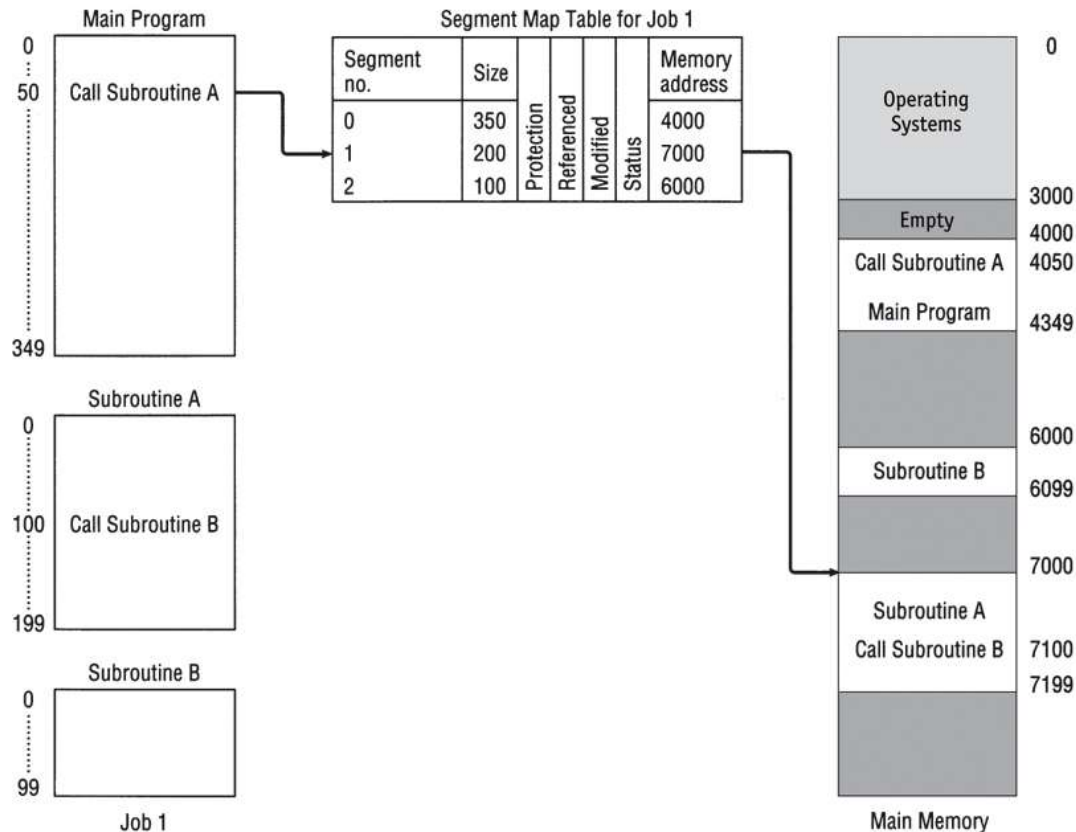 Main Program
0
50
Call Subroutine A
349
Subroutine A
0
100
Call Subroutine B
199
Subroutine B
0
99
Job 1
Segment Map Table for Job 1
Segment no. Size Protection Referenced Modified Status Memory address
0 350 4000
1 200 7000
2 100 6000
0
Operating
Systems
3000
Empty
4000
Call Subroutine A 4050
Main Program 4349
6000
Subroutine B
6099
7000
Subroutine A
Call Subroutine B 7100
7199
Main Memory